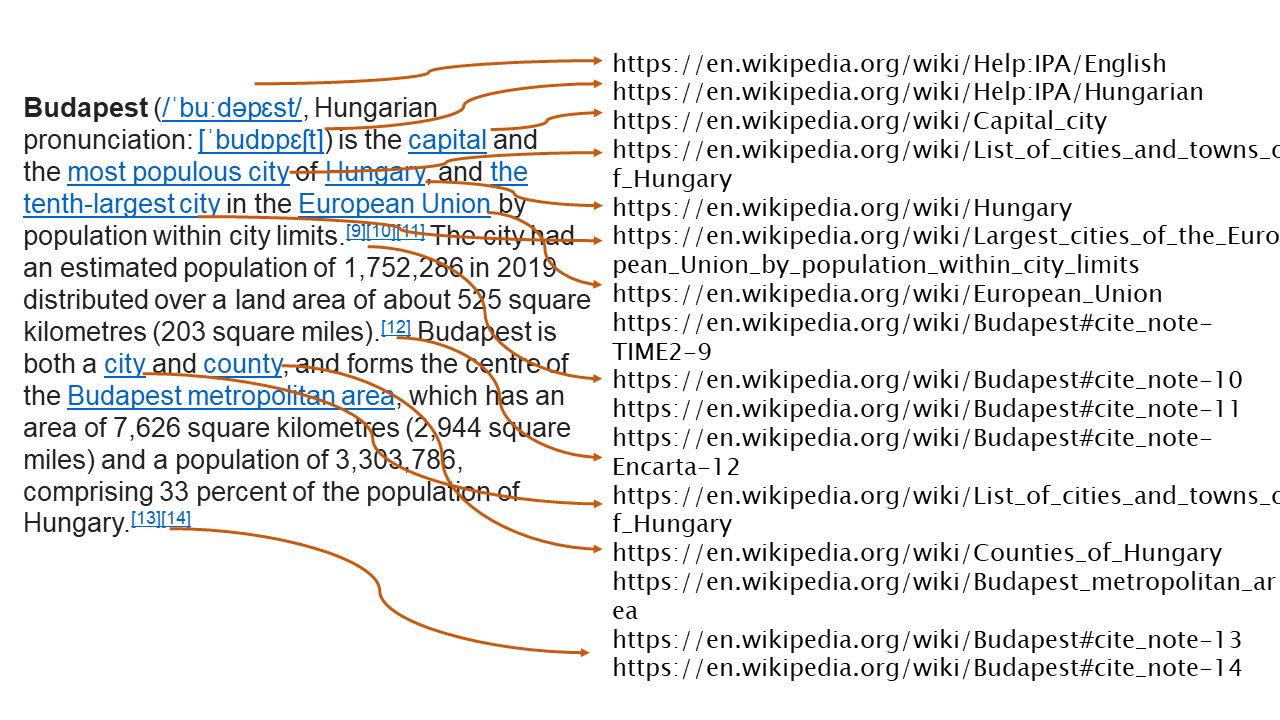 Budapest (/ˈbuːdəpɛst/, Hungarian
pronunciation: [ˈbudɒpɛʃt]) is the capital and
the most populous city of Hungary, and the
tenth-largest city in the European Union by
population within city limits.[9][10][11] The city had
an estimated population of 1,752,286 in 2019
distributed over a land area of about 525 square
kilometres (203 square miles).[12] Budapest is
both a city and county, and forms the centre of
the Budapest metropolitan area, which has an
area of 7,626 square kilometres (2,944 square
miles) and a population of 3,303,786,
comprising 33 percent of the population of
Hungary.[13][14]
https://en.wikipedia.org/wiki/Help:IPA/English
https://en.wikipedia.org/wiki/Help:IPA/Hungarian
https://en.wikipedia.org/wiki/Capital_city
https://en.wikipedia.org/wiki/List_of_cities_and_towns_o
f_Hungary
https://en.wikipedia.org/wiki/Hungary
https://en.wikipedia.org/wiki/Largest_cities_of_the_Euro
pean_Union_by_population_within_city_limits
https://en.wikipedia.org/wiki/European_Union
https://en.wikipedia.org/wiki/Budapest#cite_note-
TIME2-9
https://en.wikipedia.org/wiki/Budapest#cite_note-10
https://en.wikipedia.org/wiki/Budapest#cite_note-11
https://en.wikipedia.org/wiki/Budapest#cite_note-
Encarta-12
https://en.wikipedia.org/wiki/List_of_cities_and_towns_o
f_Hungary
https://en.wikipedia.org/wiki/Counties_of_Hungary
https://en.wikipedia.org/wiki/Budapest_metropolitan_ar
ea
https://en.wikipedia.org/wiki/Budapest#cite_note-13
https://en.wikipedia.org/wiki/Budapest#cite_note-14